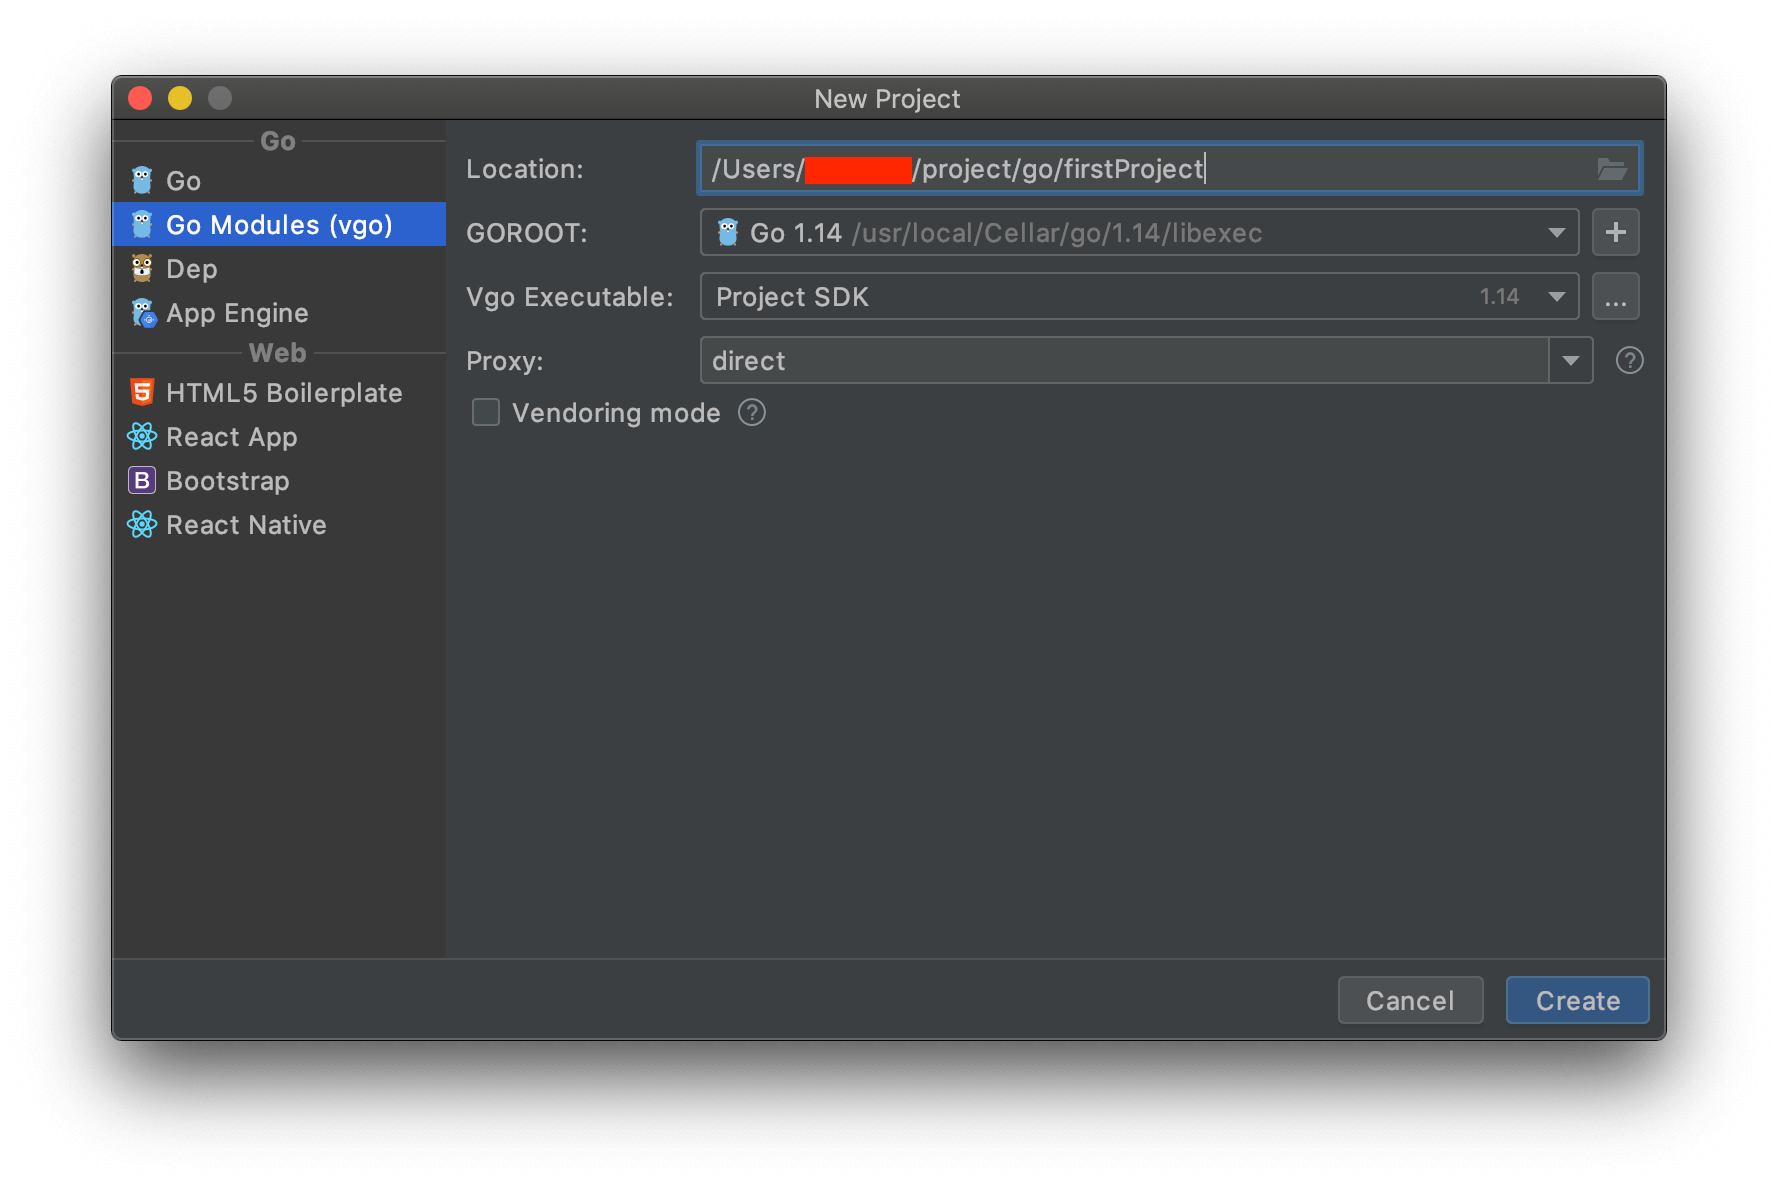 New Project
Go
Go
Go Modules (vgo)
Dep
App Engine
Web
HTML5 Boilerplate
React App
Bootstrap
React Native
Location:
/Users/ /project/go/firstProject
GOROOT:
Go 1.14 /usr/local/Cellar/go/1.14/libexec
+
Vgo Executable:
Project SDK 1.14
...
Proxy:
direct
?
Vendoring mode ?
Cancel
Create